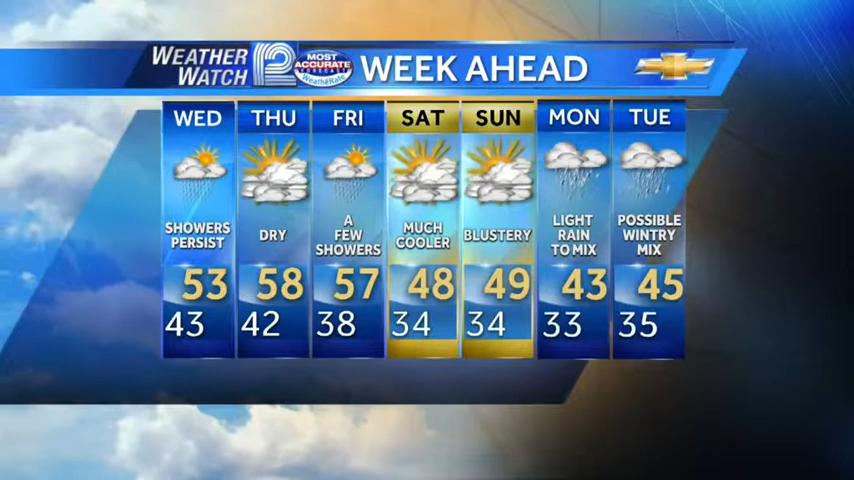 WEATHER
WATCH
12
MOST
ACCURATE
FORECAST
WeatheRate
WEEK AHEAD
WED
THU
FRI
SAT
SUN
MON
TUE
SHOWERS
PERSIST
DRY
A
FEW
SHOWERS
MUCH
COOLER
BLUSTERY
LIGHT
RAIN
TO MIX
POSSIBLE
WINTRY
MIX
53
58
57
48
49
43
45
43
42
38
34
34
33
35